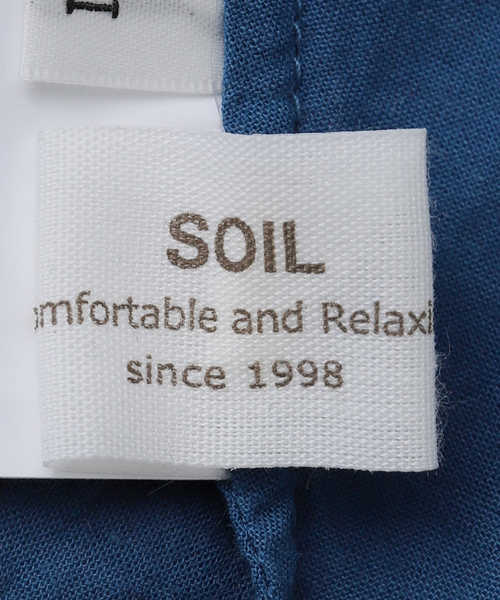 SOIL
omfortable and Relaxi
since 1998